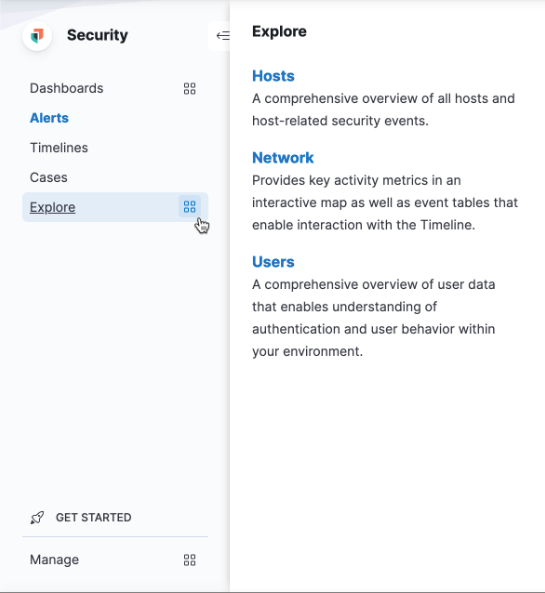 Security
Dashboards
Alerts
Timelines
Cases
Explore
GET STARTED
Manage
Explore
Hosts
A comprehensive overview of all hosts and
host-related security events.
Network
Provides key activity metrics in an
interactive map as well as event tables that
enable interaction with the Timeline.
Users
A comprehensive overview of user data
that enables understanding of
authentication and user behavior within
your environment.